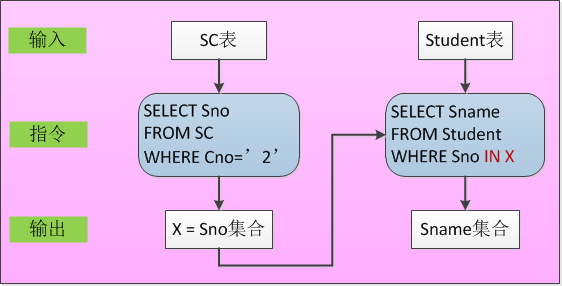 输入
SC表
Student表
指令
SELECT Sno
FROM SC
WHERE Cno=’2’
SELECT Sname
FROM Student
WHERE Sno IN X
输出
X = Sno集合
Sname集合